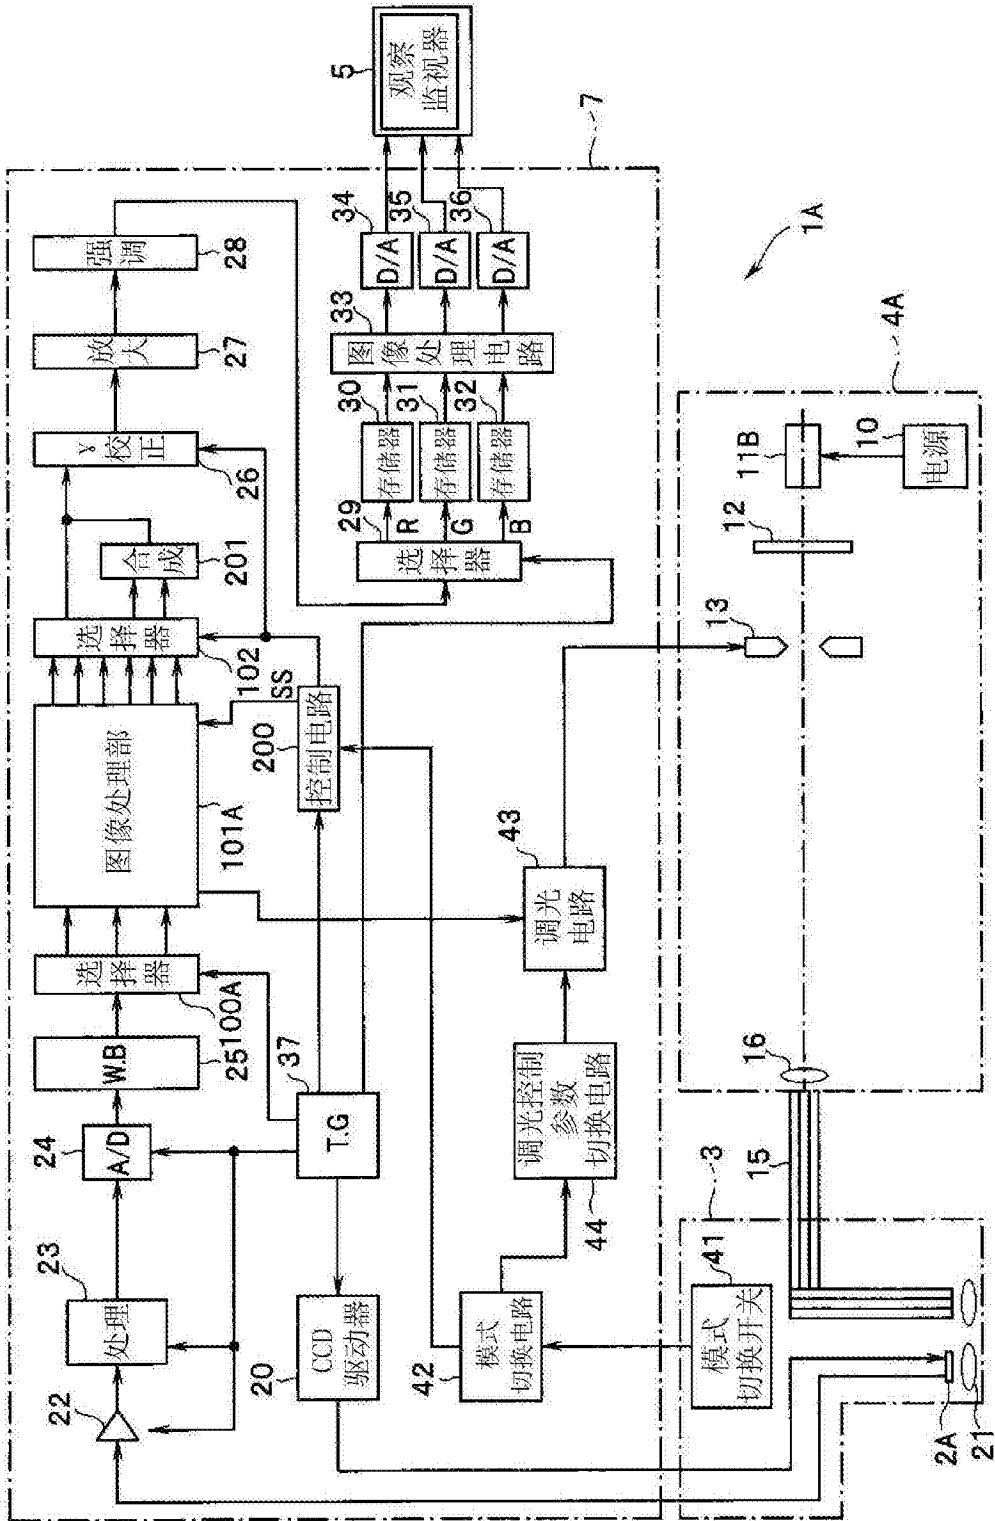 22
23
处理
24
A/D
25
W.B
100A
选择器
101A
图像处理部
102
选择器
201
合成
26
γ校正
27
放大
28
强调
20
CCD
驱动器
37
T.G
200
控制电路
SS
29
选择器
R
G
B
30
存储器
31
存储器
32
存储器
33
图像处理电路
34
D/A
35
D/A
36
D/A
5
观察
监视器
7
42
模式
切换电路
44
调光控制
参数
切换电路
43
调光
电路
1A
3
41
模式
切换开关
2A
21
15
16
4A
13
12
11B
10
电源